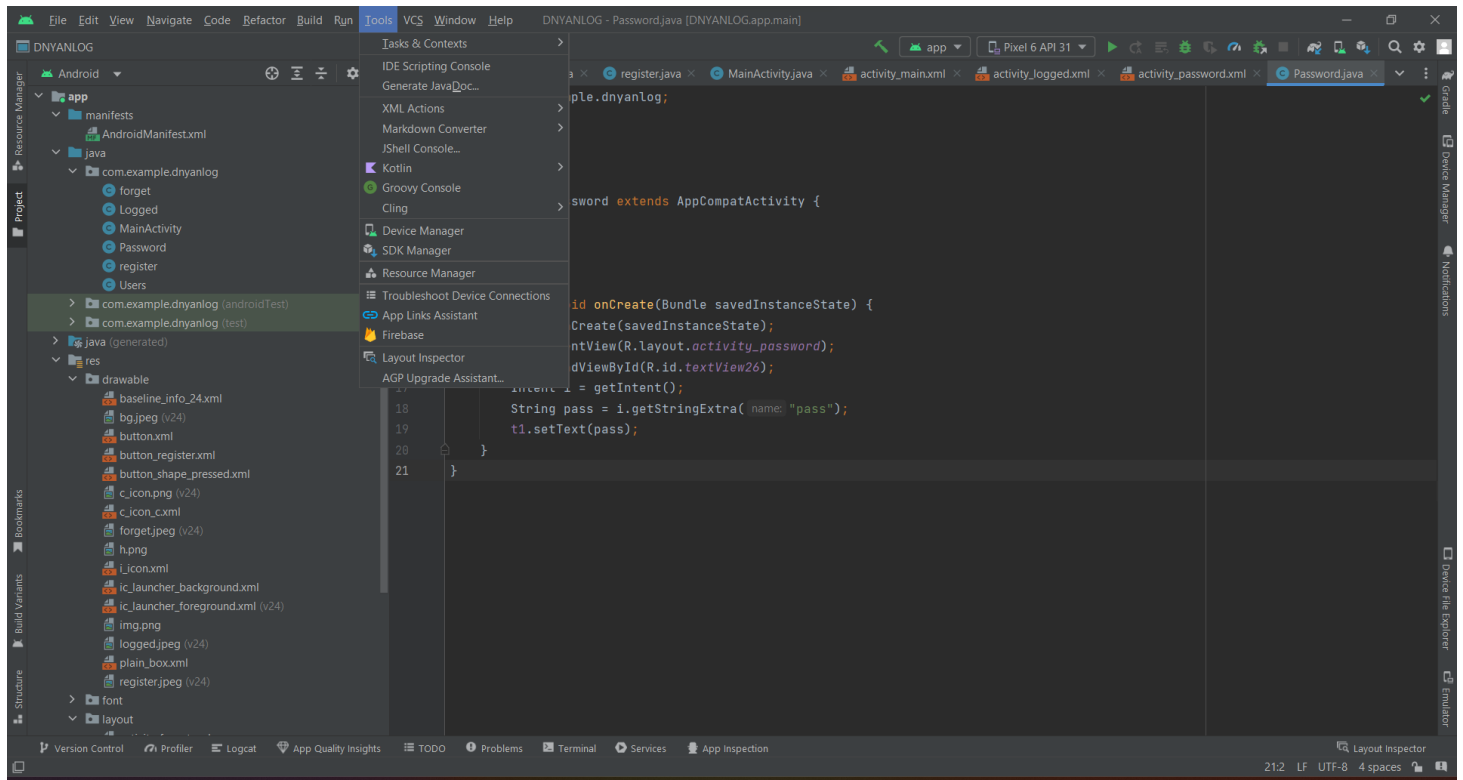 File Edit View Navigate Code Refactor Build Run Tools VCS Window Help DNYANLOG - Password.java [DNYANLOG.app.main]
DNYANLOG
app Pixel 6 API 31
Android
register.java MainActivity.java activity_main.xml activity_logged.xml activity_password.xml Password.java
Resource Manager
Project
Bookmarks
Build Variants
Structure
app
manifests
AndroidManifest.xml
java
com.example.dnyanlog
forget
Logged
MainActivity
Password
register
Users
com.example.dnyanlog (androidTest)
com.example.dnyanlog (test)
java (generated)
res
drawable
baseline_info_24.xml
bg.jpeg (v24)
button.xml
button_register.xml
button_shape_pressed.xml
c_icon.png (v24)
c_icon_c.xml
forget.jpeg (v24)
h.png
i_icon.xml
ic_launcher_background.xml
ic_launcher_foreground.xml (v24)
img.png
logged.jpeg (v24)
plain_box.xml
register.jpeg (v24)
font
layout
Tasks & Contexts
IDE Scripting Console
Generate JavaDoc...
XML Actions
Markdown Converter
JShell Console...
Kotlin
Groovy Console
Cling
Device Manager
SDK Manager
Resource Manager
Troubleshoot Device Connections
App Links Assistant
Firebase
Layout Inspector
AGP Upgrade Assistant...
ple.dnyanlog;
sword extends AppCompatActivity {
id onCreate(Bundle savedInstanceState) {
Create(savedInstanceState);
ntView(R.layout.activity_password);
dViewById(R.id.textView26);
17 Intent i = getIntent();
18 String pass = i.getStringExtra( name: "pass");
19 t1.setText(pass);
20 }
21 }
Gradle
Device Manager
Notifications
Device File Explorer
Emulator
Version Control Profiler Logcat App Quality Insights TODO Problems Terminal Services App Inspection Layout Inspector
21:2 LF UTF-8 4 spaces